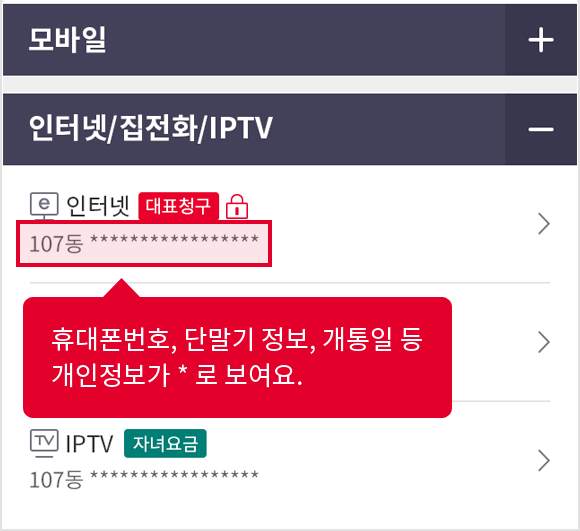 모바일
인터넷/집전화/IPTV
e 인터넷 대표청구
107동 *****************
휴대폰번호, 단말기 정보, 개통일 등
개인정보가 * 로 보여요.
TV IPTV 자녀요금
107동 *****************